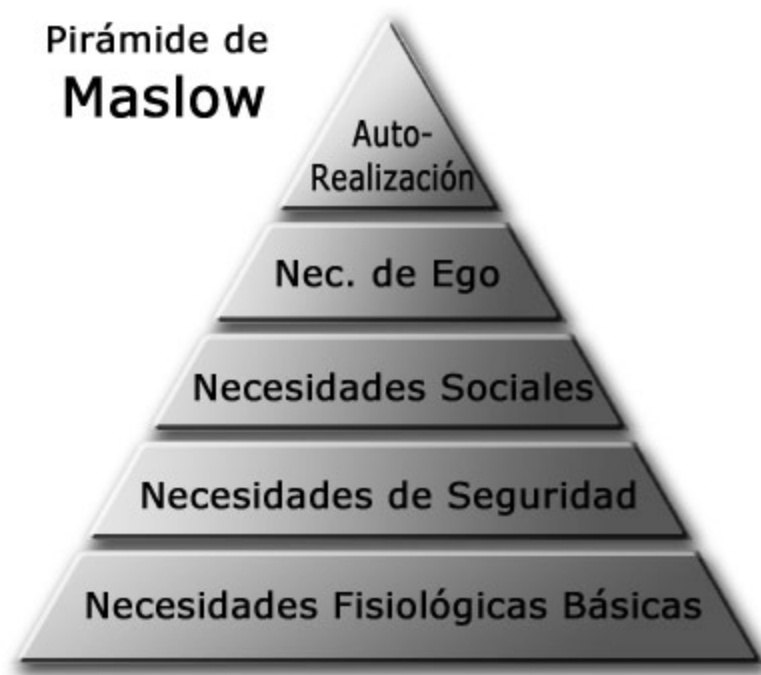 Pirámide de
Maslow
Auto-
Realización
Nec. de Ego
Necesidades Sociales
Necesidades de Seguridad
Necesidades Fisiológicas Básicas